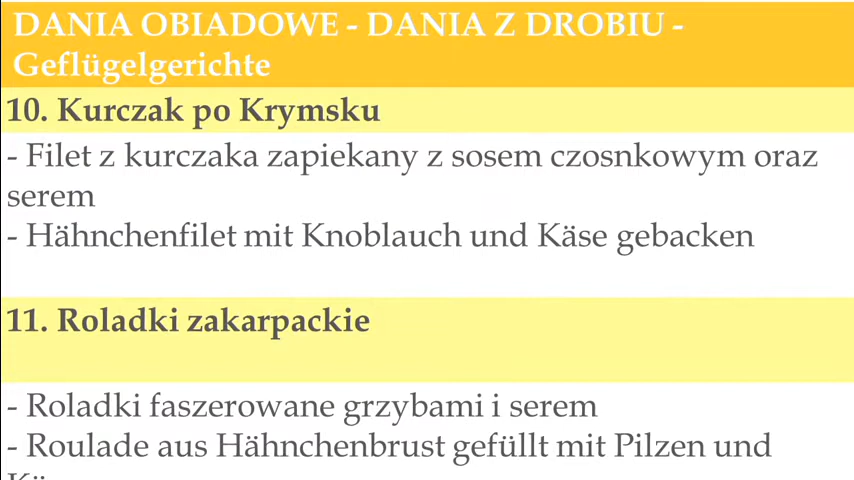 DANIA OBIADOWE - DANIA Z DROBIU -
Geflügelgerichte
10. Kurczak po Krymsku
- Filet z kurczaka zapiekany z sosem czosnkowym oraz
serem
- Hähnchenfilet mit Knoblauch und Käse gebacken
11. Roladki zakarpackie
- Roladki faszerowane grzybami i serem
- Roulade aus Hähnchenbrust gefüllt mit Pilzen und